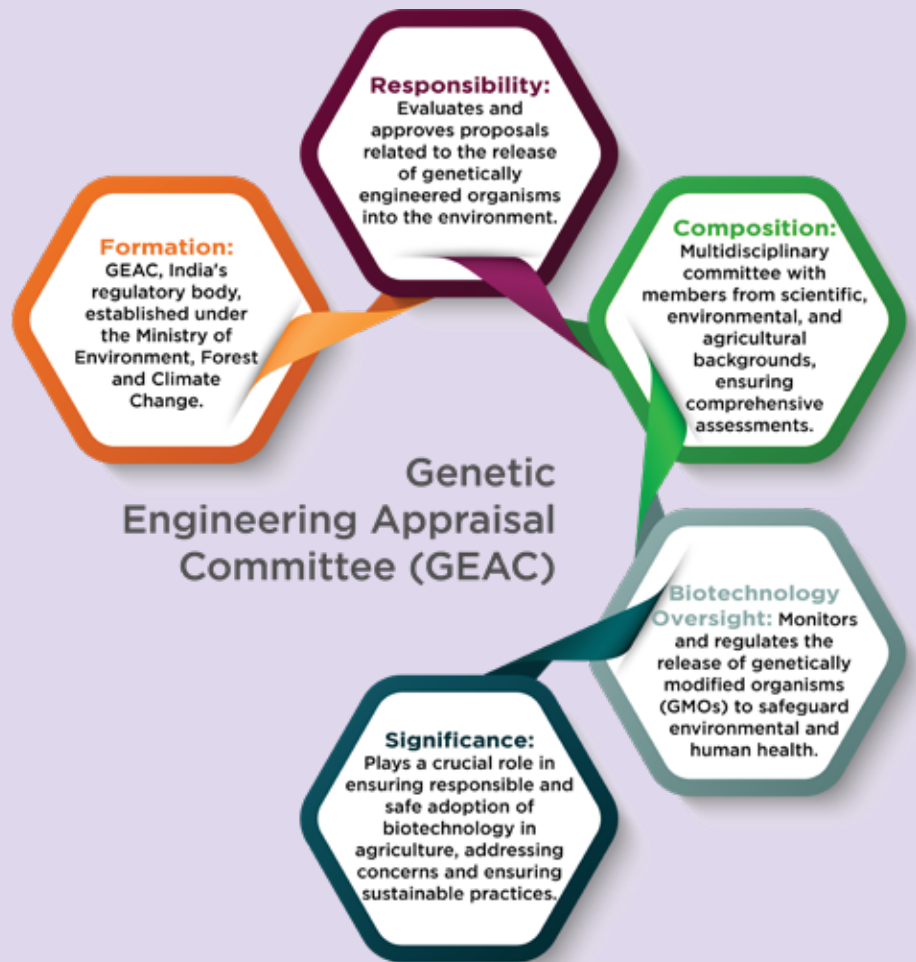 Formation:
GEAC, India's
regulatory body,
established under
the Ministry of
Environment, Forest
and Climate
Change.
Responsibility:
Evaluates and
approves proposals
related to the release
of genetically
engineered organisms
into the environment.
Composition:
Multidisciplinary
committee with
members from scientific,
environmental, and
agricultural
backgrounds,
ensuring
comprehensive
assessments.
Biotechnology
Oversight: Monitors
and regulates the
release of genetically
modified organisms
(GMOs) to safeguard
environmental and
human health.
Significance:
Plays a crucial role in
ensuring responsible and
safe adoption of
biotechnology in
agriculture, addressing
concerns and ensuring
sustainable practices.
Genetic
Engineering Appraisal
Committee (GEAC)